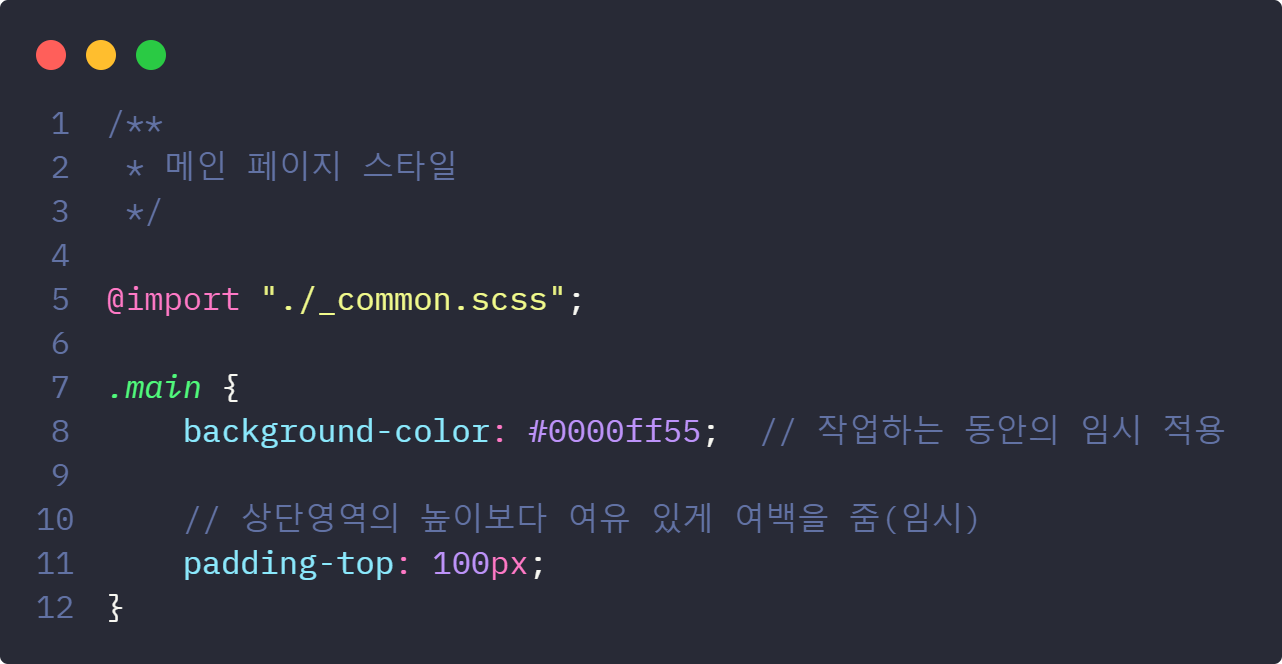 1 /**
2  * 메인 페이지 스타일
3  */
4
5 @import "./_common.scss";
6
7 .main {
8     background-color: #0000ff55;  // 작업하는 동안의 임시 적용
9
10     // 상단영역의 높이보다 여유 있게 여백을 줌(임시)
11     padding-top: 100px;
12 }